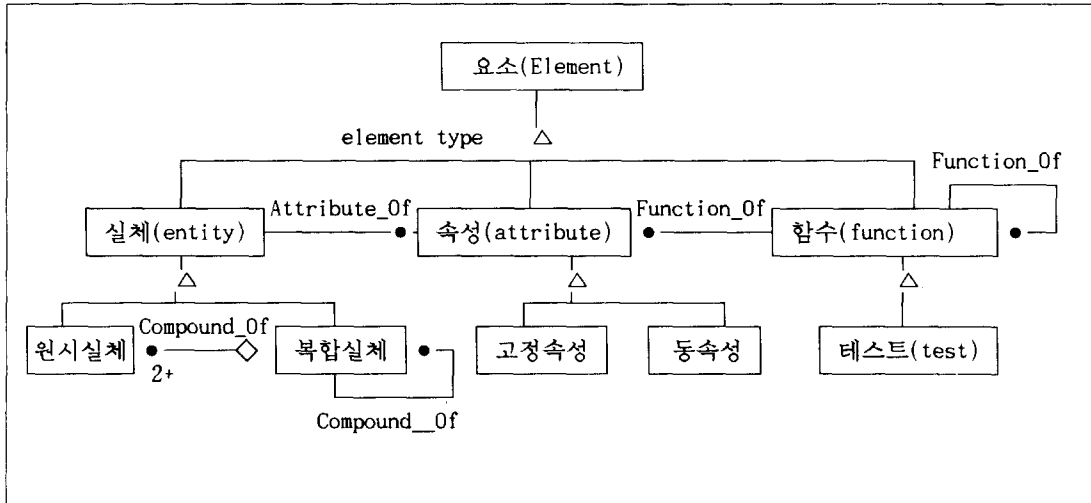 요소(Element)
element type
Function_Of
Attribute_Of
Function_Of
실체(entity)
속성(attribute)
함수(function)
Compound_Of
원시실체
복합실체
고정속성
동속성
테스트(test)
2+
Compound__Of